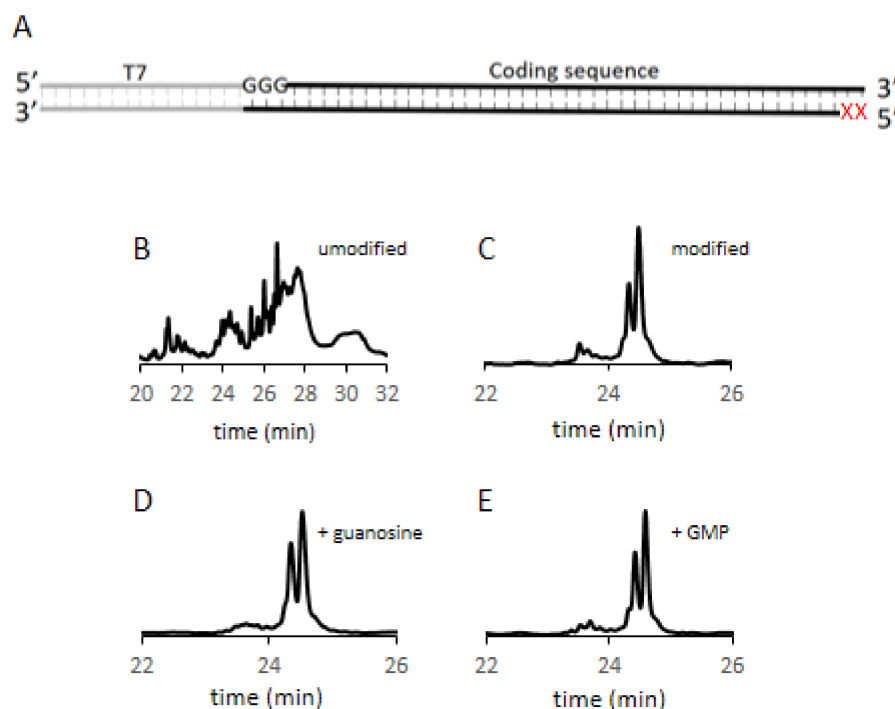 A
5' T7 GGG Coding sequence 3'
3' XX 5'
B umodified
20 22 24 26 28 30 32
time (min)
C modified
22 24 26
time (min)
D + guanosine
22 24 26
time (min)
E + GMP
22 24 26
time (min)